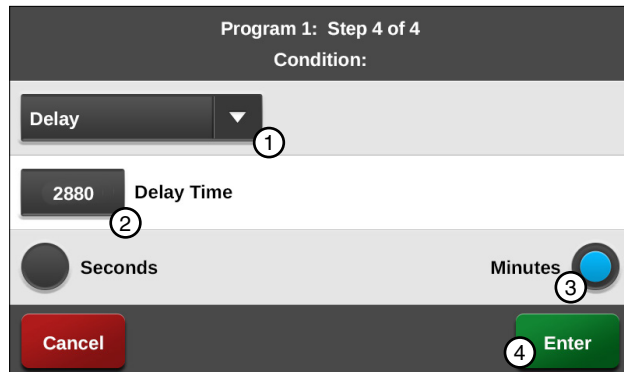 Program 1: Step 4 of 4
Condition:
Delay
1
2880 Delay Time
2
Seconds Minutes
3
Cancel 4 Enter